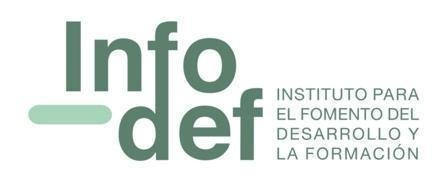 Info
def
INSTITUTO PARA
EL FOMENTO DEL
DESARROLLO Y
LA FORMACIÓN